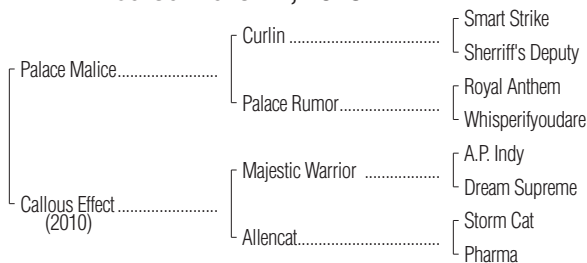 Smart Strike
Curlin ........................
Sherriff's Deputy
Palace Malice........................
Royal Anthem
Palace Rumor......................
Whisperifyoudare
A.P. Indy
Majestic Warrior ..................
Dream Supreme
Callous Effect........................
(2010)
Storm Cat
Allencat................................
Pharma